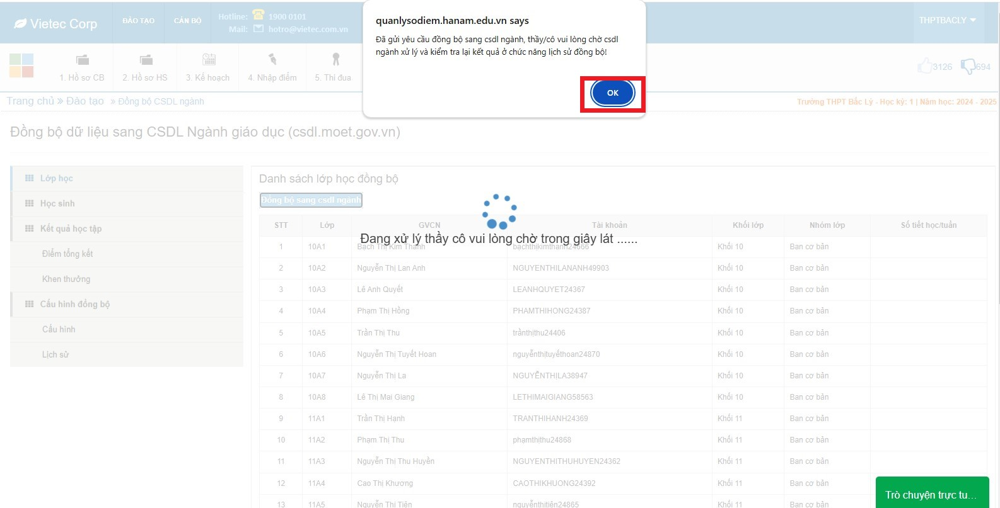 Vietec Corp
ĐÀO TẠO
CÁN BỘ
Hotline: 1900 0101
Mail: hotro@vietec.com.vn
quanlysodiem.hanam.edu.vn says
Đã gửi yêu cầu đồng bộ sang csdl ngành, thầy/cô vui lòng chờ csdl
ngành xử lý và kiểm tra lại kết quả ở chức năng lịch sử đồng bộ!
OK
THPTBACLY
1. Hồ sơ CB
2. Hồ sơ HS
3. Kế hoạch
4. Nhập điểm
5. Thi đua
3126
694
Trang chủ » Đào tạo » Đồng bộ CSDL ngành
Trường THPT Bắc Lý - Học kỳ: 1 | Năm học: 2024 - 2025
Đồng bộ dữ liệu sang CSDL Ngành giáo dục (csdl.moet.gov.vn)
Lớp học
Học sinh
Kết quả học tập
Điểm tổng kết
Khen thưởng
Cấu hình đồng bộ
Cấu hình
Lịch sử
Danh sách lớp học đồng bộ
Đồng bộ sang csdl ngành
Đang xử lý thầy cô vui lòng chờ trong giây lát ......
STT Lớp GVCN Tài khoản Khối lớp Nhóm lớp Số tiết học/tuần
1 10A1 Bạch Thị Kim Thanh bachthikimthanh24666 Khối 10 Ban cơ bản
2 10A2 Nguyễn Thị Lan Anh NGUYENTHILANANH49903 Khối 10 Ban cơ bản
3 10A3 Lê Anh Quyết LEANHQUYET24367 Khối 10 Ban cơ bản
4 10A4 Phạm Thị Hồng PHAMTHIHONG24387 Khối 10 Ban cơ bản
5 10A5 Trần Thị Thu trầnthịthu24406 Khối 10 Ban cơ bản
6 10A6 Nguyễn Thị Tuyết Hoan nguyễnthịtuyếthoan24870 Khối 10 Ban cơ bản
7 10A7 Nguyễn Thị La NGUYỄNTHỊLA38947 Khối 10 Ban cơ bản
8 10A8 Lê Thị Mai Giang LETHIMAIGIANG58563 Khối 10 Ban cơ bản
9 11A1 Trần Thị Hạnh TRANTHIHANH24369 Khối 11 Ban cơ bản
10 11A2 Phạm Thị Thu phạmthịthu24868 Khối 11 Ban cơ bản
11 11A3 Nguyễn Thị Thu Huyền NGUYENTHITHUHUYEN24362 Khối 11 Ban cơ bản
12 11A4 Cao Thị Khương CAOTHIKHUONG24392 Khối 11 Ban cơ bản
13 11A5 Nguyễn Thị Tiên nguyễnthịtiên24865 Khối 11 Ban cơ bản
Trò chuyện trực tu...